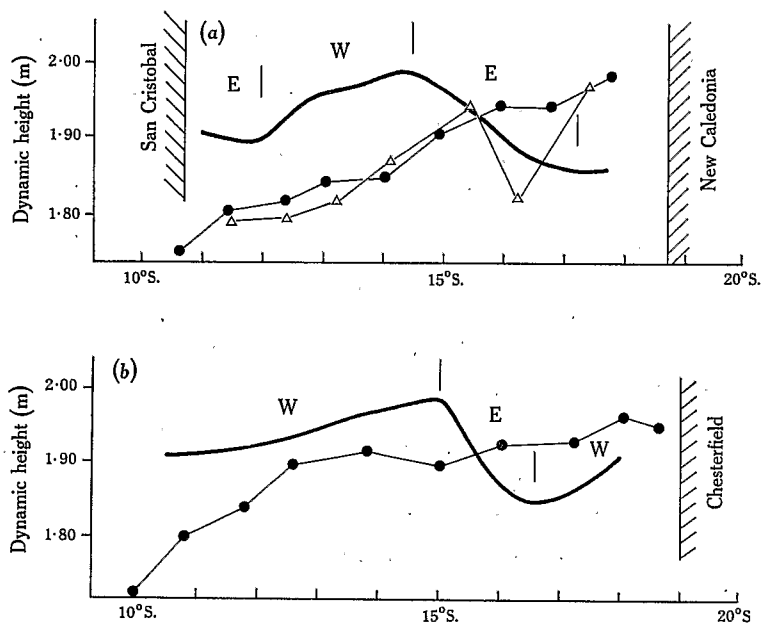 (a)
W
E
E
2·00
1·90
1·80
Dynamic height (m)
San Cristobal
New Caledonia
10°S.
15°S.
20°S.
(b)
W
E
W
2·00
1·90
1·80
Dynamic height (m)
Chesterfield
10°S.
15°S.
20°S.